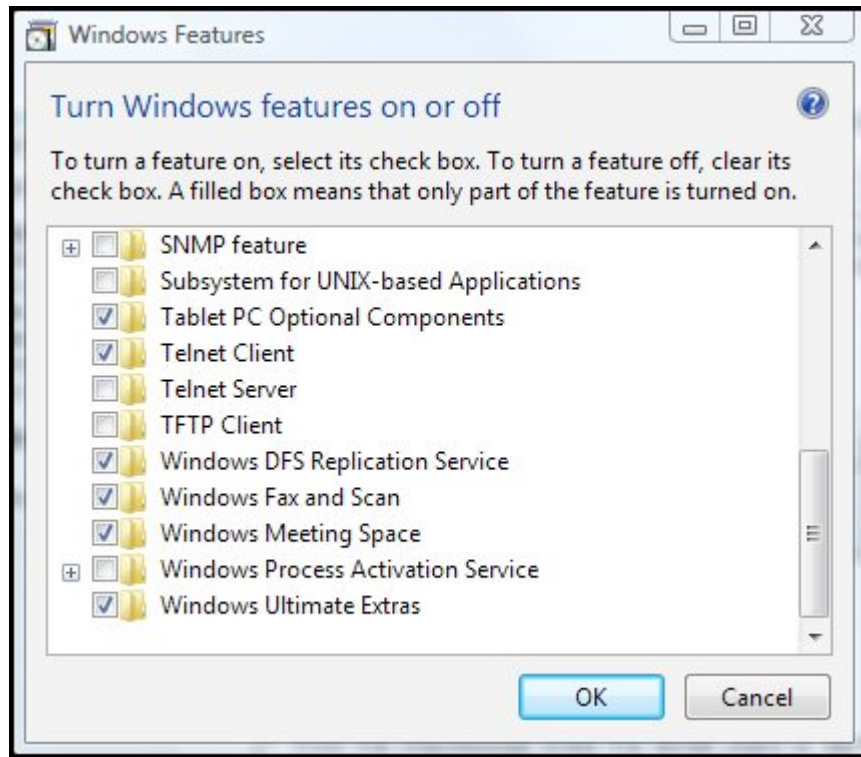 Windows Features
Turn Windows features on or off
To turn a feature on, select its check box. To turn a feature off, clear its
check box. A filled box means that only part of the feature is turned on.
SNMP feature
Subsystem for UNIX-based Applications
Tablet PC Optional Components
Telnet Client
Telnet Server
TFTP Client
Windows DFS Replication Service
Windows Fax and Scan
Windows Meeting Space
Windows Process Activation Service
Windows Ultimate Extras
OK Cancel